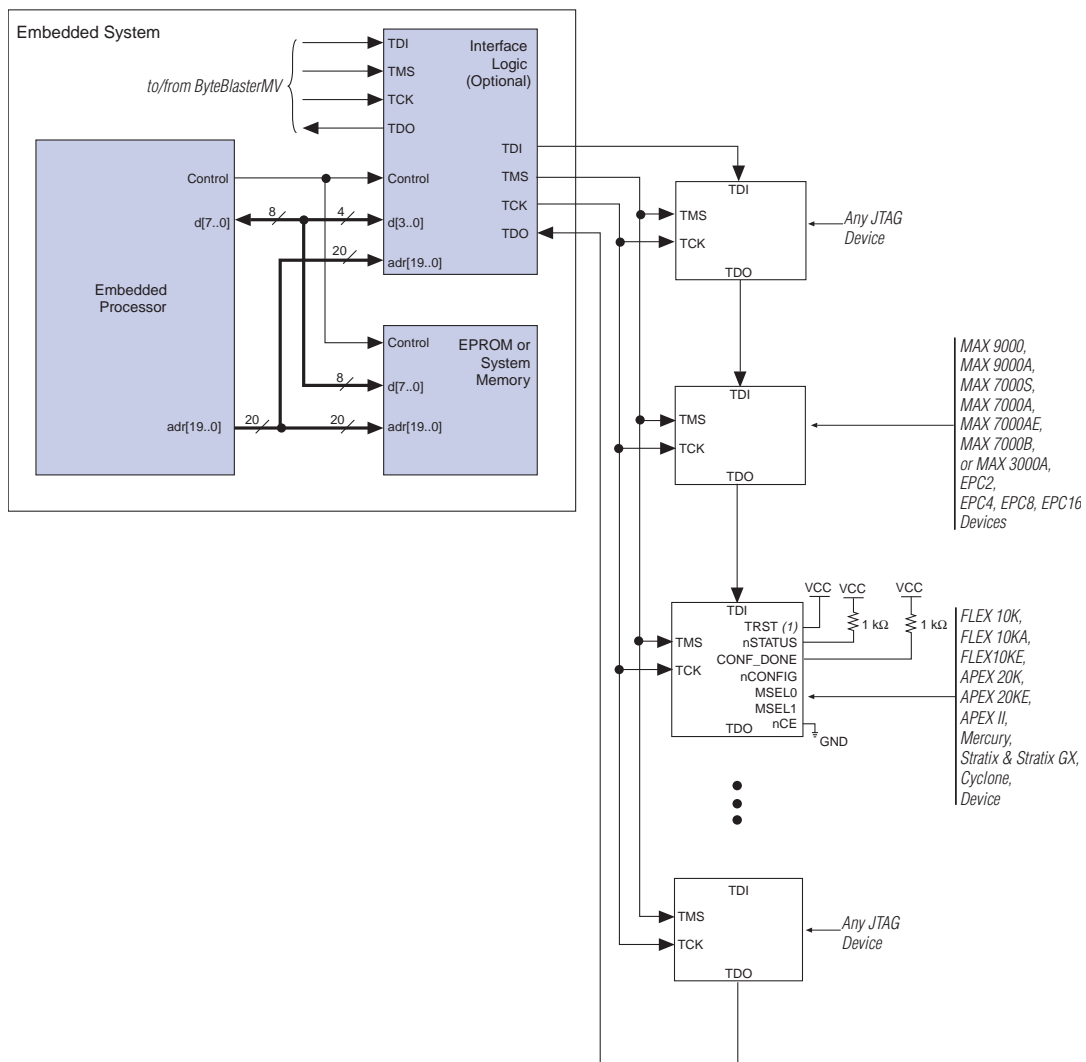 Embedded System
to/from ByteBlasterMV
TDI
TMS
TCK
TDO
Interface
Logic
(Optional)
TDI
TMS
TCK
TDO
Control
d[3..0]
adr[19..0]
Control
d[7..0]
8
4
20
Embedded
Processor
adr[19..0]
20
20
8
Control
d[7..0]
adr[19..0]
EPROM or
System
Memory
TDI
TMS
TCK
TDO
Any JTAG
Device
TDI
TMS
TCK
TDO
MAX 9000,
MAX 9000A,
MAX 7000S,
MAX 7000A,
MAX 7000AE,
MAX 7000B,
or MAX 3000A,
EPC2,
EPC4, EPC8, EPC16
Devices
VCC
VCC
VCC
1 kΩ
1 kΩ
TDI
TMS
TCK
TRST (1)
nSTATUS
CONF_DONE
nCONFIG
MSEL0
MSEL1
nCE
TDO
GND
FLEX 10K,
FLEX 10KA,
FLEX10KE,
APEX 20K,
APEX 20KE,
APEX II,
Mercury,
Stratix & Stratix GX,
Cyclone,
Device
TDI
TMS
TCK
TDO
Any JTAG
Device